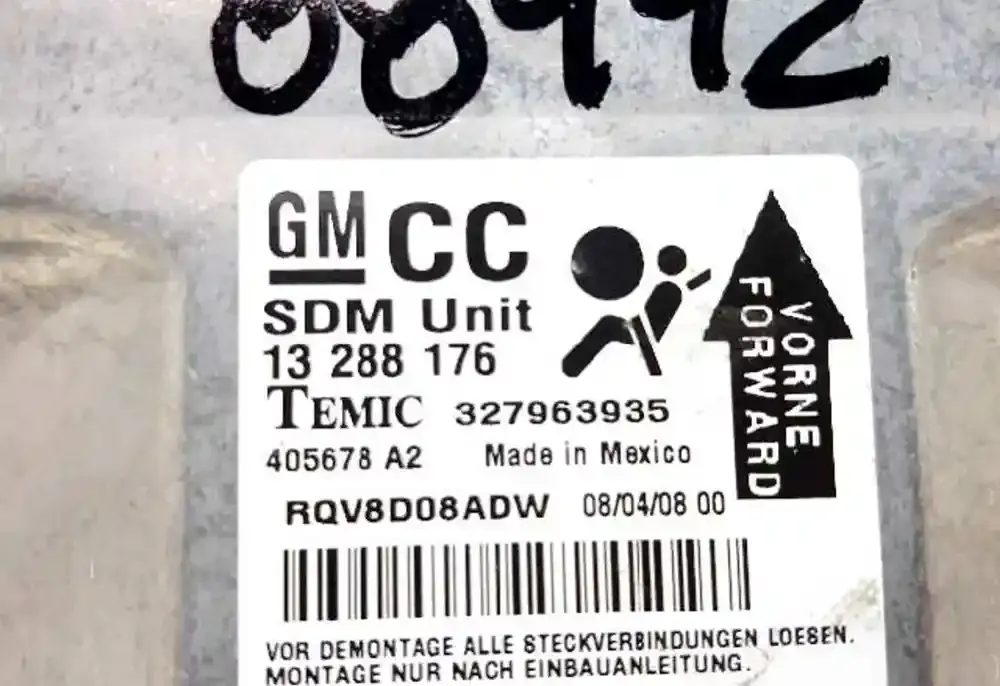 GM CC
SDM Unit
13 288 176
TEMIC 327963935
405678 A2 Made in Mexico
RQV8D08ADW 08/04/08 00
VORNE
FORWARD
VOR DEMONTAGE ALLE STECKVERBINDUNGEN LOESEN.
MONTAGE NUR NACH EINBAUANLEITUNG.